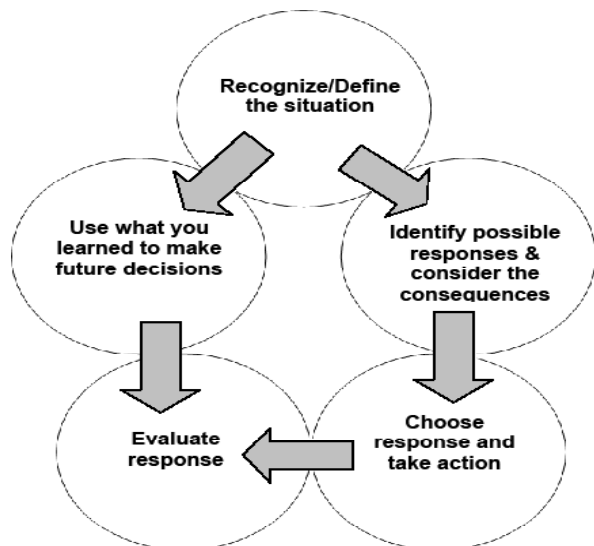 Recognize/Define
the situation
Use what you
learned to make
future decisions
Identify possible
responses &
consider the
consequences
Evaluate
response
Choose
response and
take action